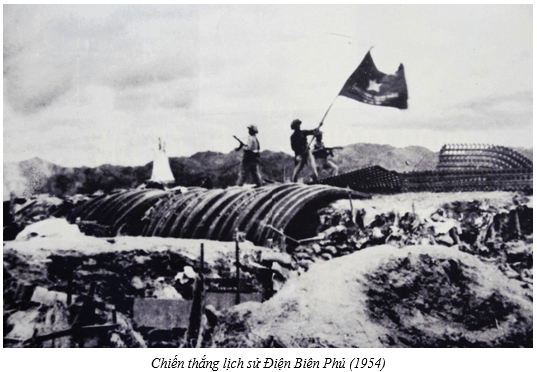 Chiến thắng lịch sử Điện Biên Phủ (1954)